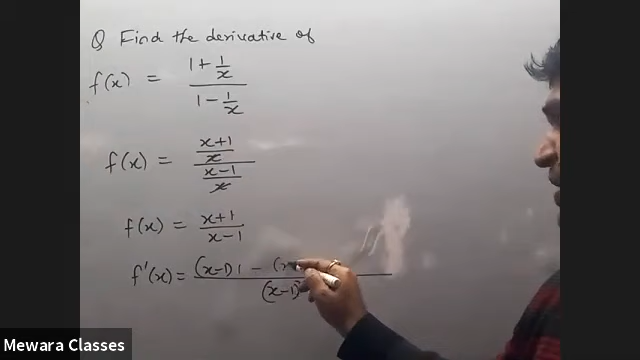 Q Find the derivative of
f(x) = (1 + 1/x) / (1 - 1/x)
f(x) = ((x+1)/x) / ((x-1)/x)
f(x) = (x+1) / (x-1)
f'(x) = ((x-1)1 - (x / (x-1)
Mewara Classes